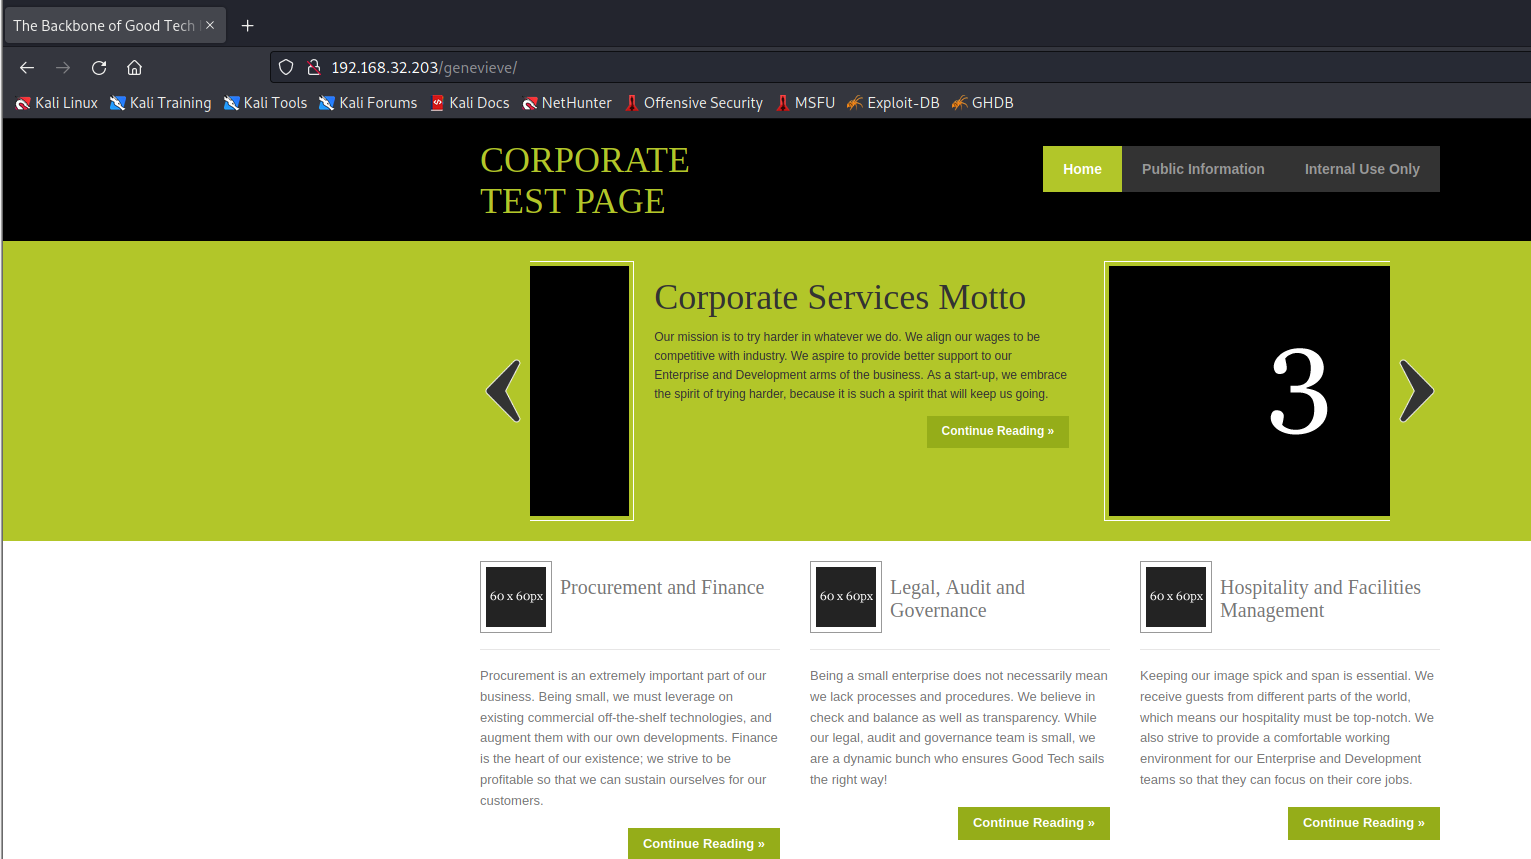 The Backbone of Good Tech
192.168.32.203/genevieve/
Kali Linux Kali Training Kali Tools Kali Forums Kali Docs NetHunter Offensive Security MSFU Exploit-DB GHDB
CORPORATE
TEST PAGE
Home Public Information Internal Use Only
Corporate Services Motto
Our mission is to try harder in whatever we do. We align our wages to be
competitive with industry. We aspire to provide better support to our
Enterprise and Development arms of the business. As a start-up, we embrace
the spirit of trying harder, because it is such a spirit that will keep us going.
Continue Reading »
3
60 x 60px
Procurement and Finance
Procurement is an extremely important part of our
business. Being small, we must leverage on
existing commercial off-the-shelf technologies, and
augment them with our own developments. Finance
is the heart of our existence; we strive to be
profitable so that we can sustain ourselves for our
customers.
Continue Reading »
60 x 60px
Legal, Audit and
Governance
Being a small enterprise does not necessarily mean
we lack processes and procedures. We believe in
check and balance as well as transparency. While
our legal, audit and governance team is small, we
are a dynamic bunch who ensures Good Tech sails
the right way!
Continue Reading »
60 x 60px
Hospitality and Facilities
Management
Keeping our image spick and span is essential. We
receive guests from different parts of the world,
which means our hospitality must be top-notch. We
also strive to provide a comfortable working
environment for our Enterprise and Development
teams so that they can focus on their core jobs.
Continue Reading »